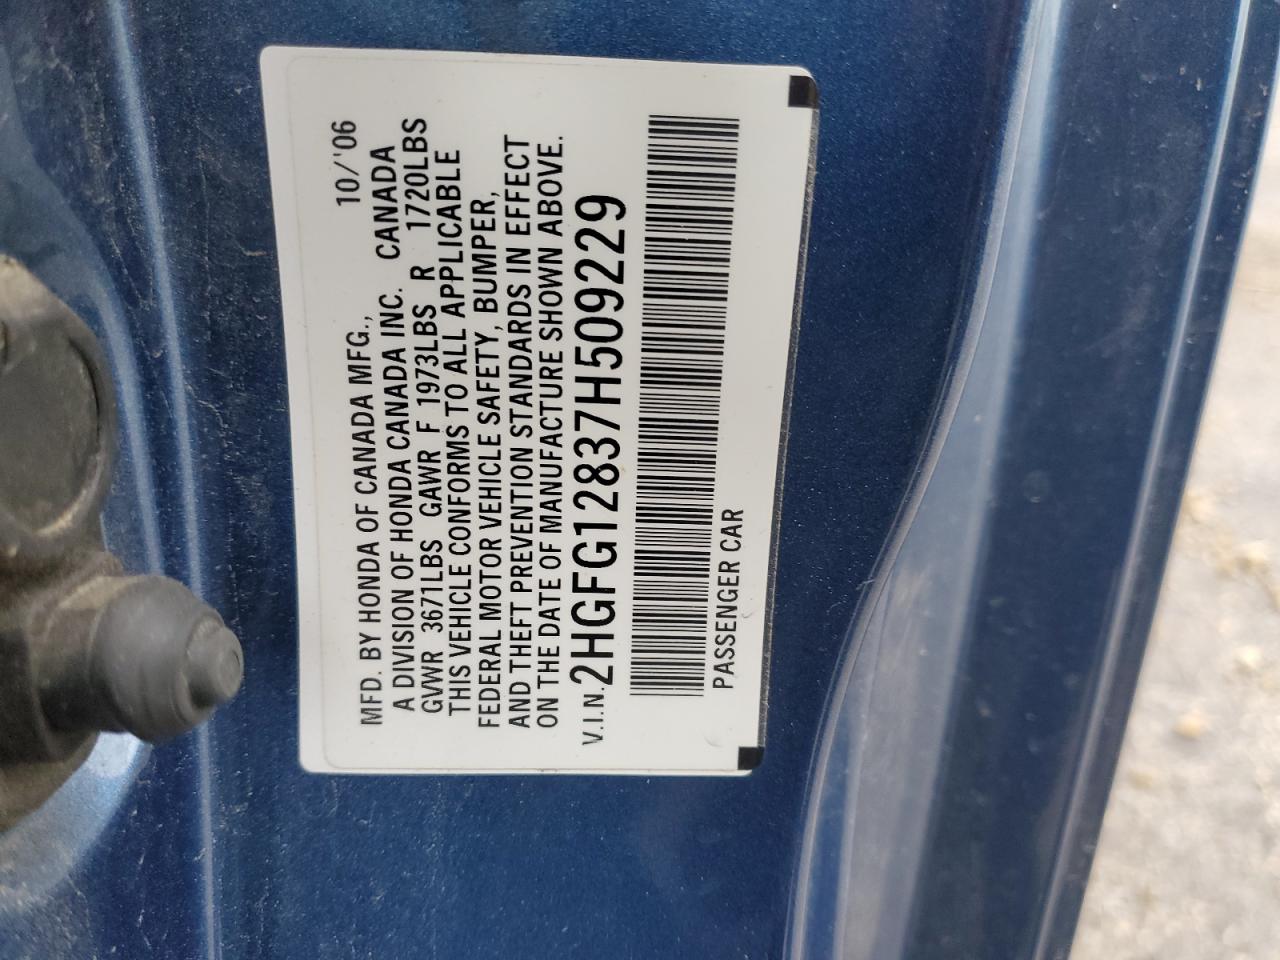 MFD. BY HONDA OF CANADA MFG., 10/'06
A DIVISION OF HONDA CANADA INC. CANADA
GVWR 3671LBS GAWR F 1973LBS R 1720LBS
THIS VEHICLE CONFORMS TO ALL APPLICABLE
FEDERAL MOTOR VEHICLE SAFETY, BUMPER,
AND THEFT PREVENTION STANDARDS IN EFFECT
ON THE DATE OF MANUFACTURE SHOWN ABOVE.
V.I.N. 2HGFG12837H509229
PASSENGER CAR